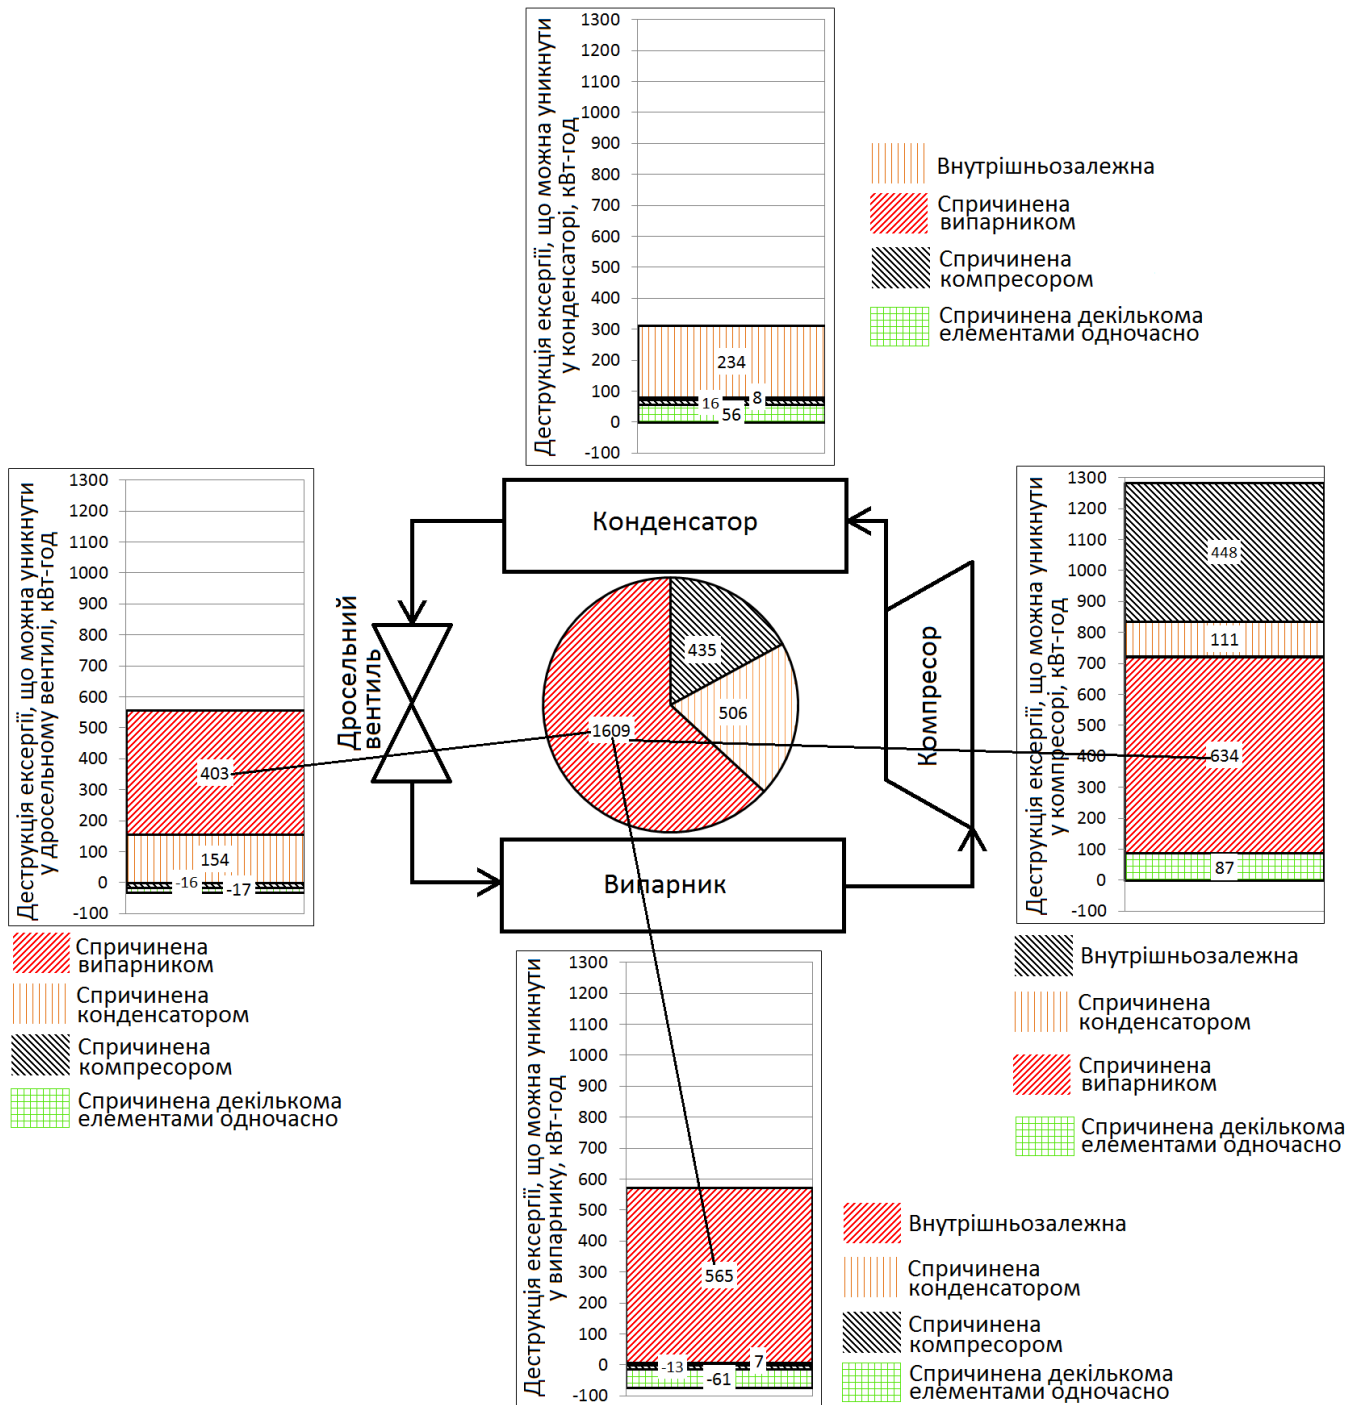 Деструкція ексергії, що можна уникнути
у конденсаторі, кВт-год
1300
1200
1100
1000
900
800
700
600
500
400
300
200
100
0
-100
234
16
8
56
Внутрішньозалежна
Спричинена
випарником
Спричинена
компресором
Спричинена декількома
елементами одночасно
Деструкція ексергії, що можна уникнути
у дросельному вентилі, кВт-год
1300
1200
1100
1000
900
800
700
600
500
400
300
200
100
0
-100
403
154
-16
-17
Спричинена
випарником
Спричинена
конденсатором
Спричинена
компресором
Спричинена декількома
елементами одночасно
Конденсатор
Дросельний
вентиль
435
506
1609
Компресор
Випарник
Деструкція ексергії, що можна уникнути
у компресорі, кВт-год
1300
1200
1100
1000
900
800
700
600
500
400
300
200
100
0
-100
448
111
634
87
Внутрішньозалежна
Спричинена
конденсатором
Спричинена
випарником
Спричинена декількома
елементами одночасно
Деструкція ексергії, що можна уникнути
у випарнику, кВт-год
1300
1200
1100
1000
900
800
700
600
500
400
300
200
100
0
-100
565
7
-13
-61
Внутрішньозалежна
Спричинена
конденсатором
Спричинена
компресором
Спричинена декількома
елементами одночасно